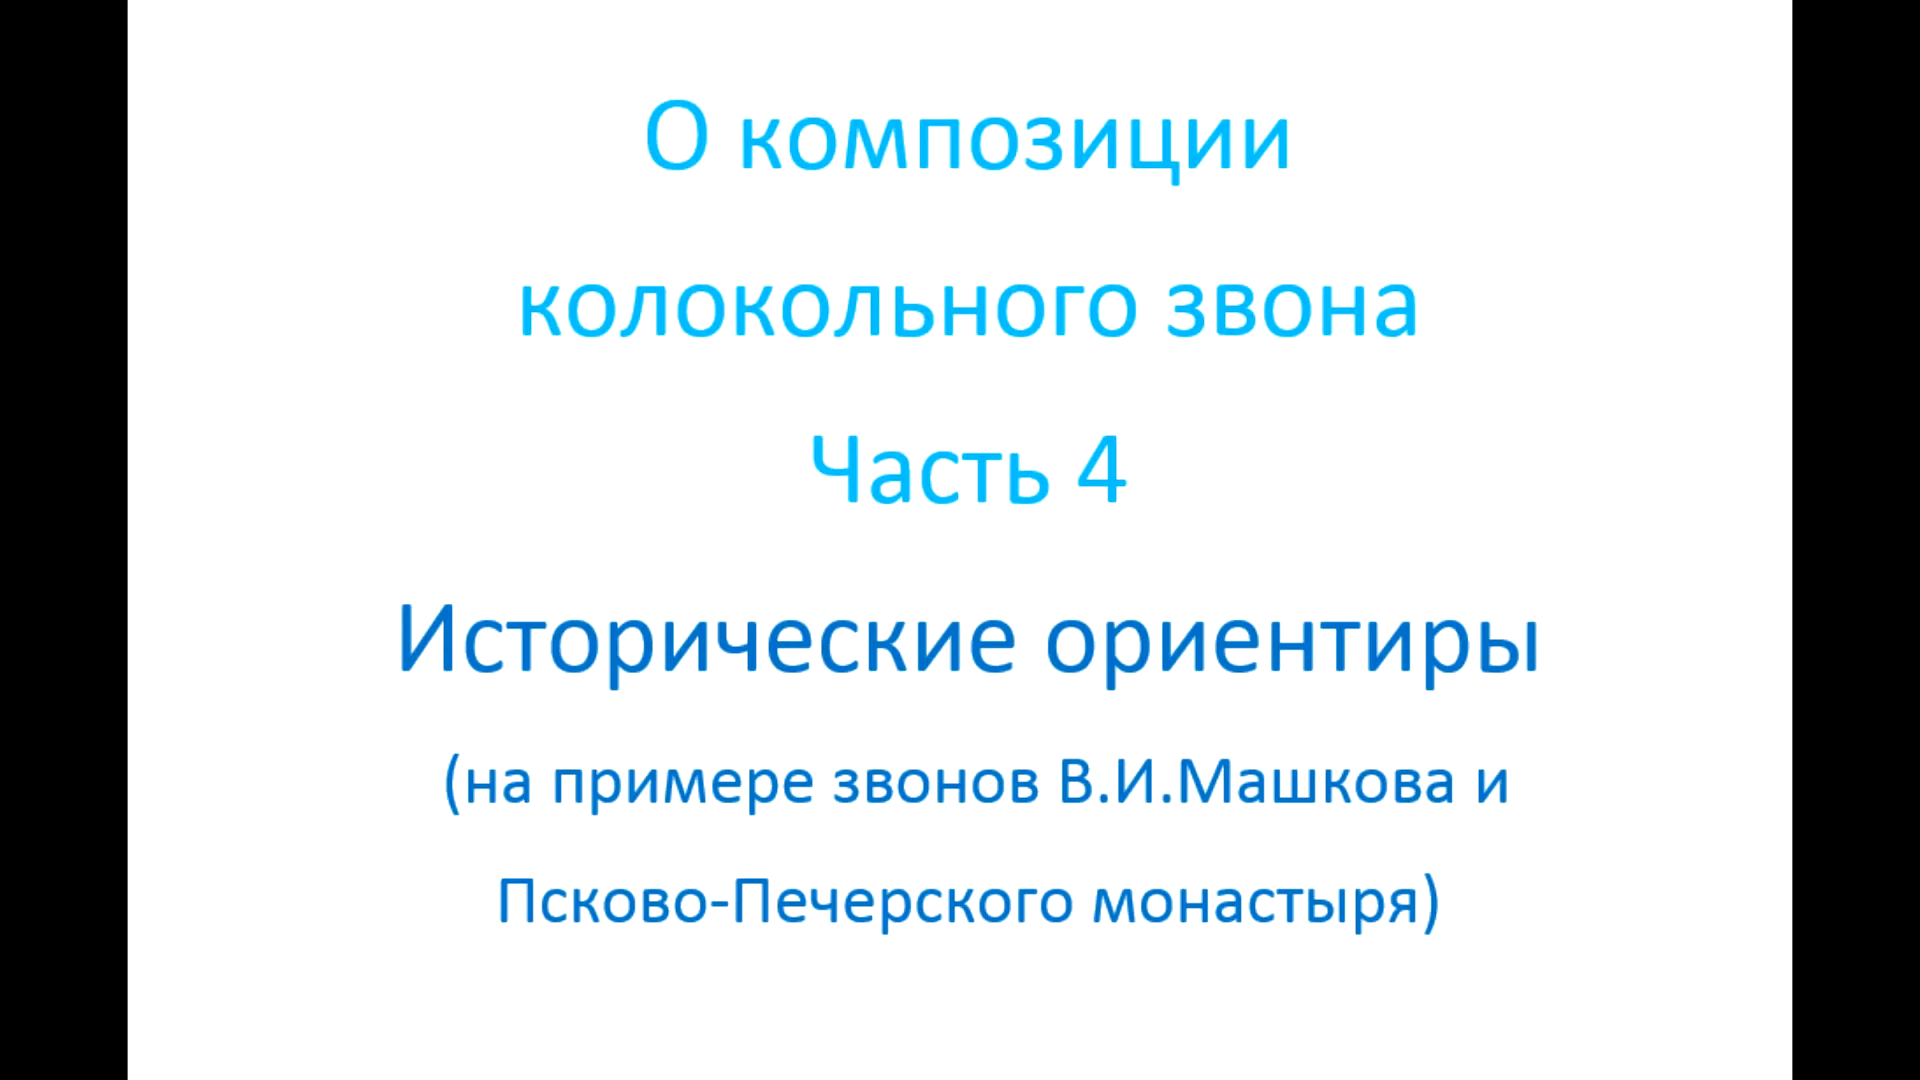 О композиции
колокольного звона
Часть 4
Исторические ориентиры
(на примере звонов В.И.Машкова и
Псково-Печерского монастыря)